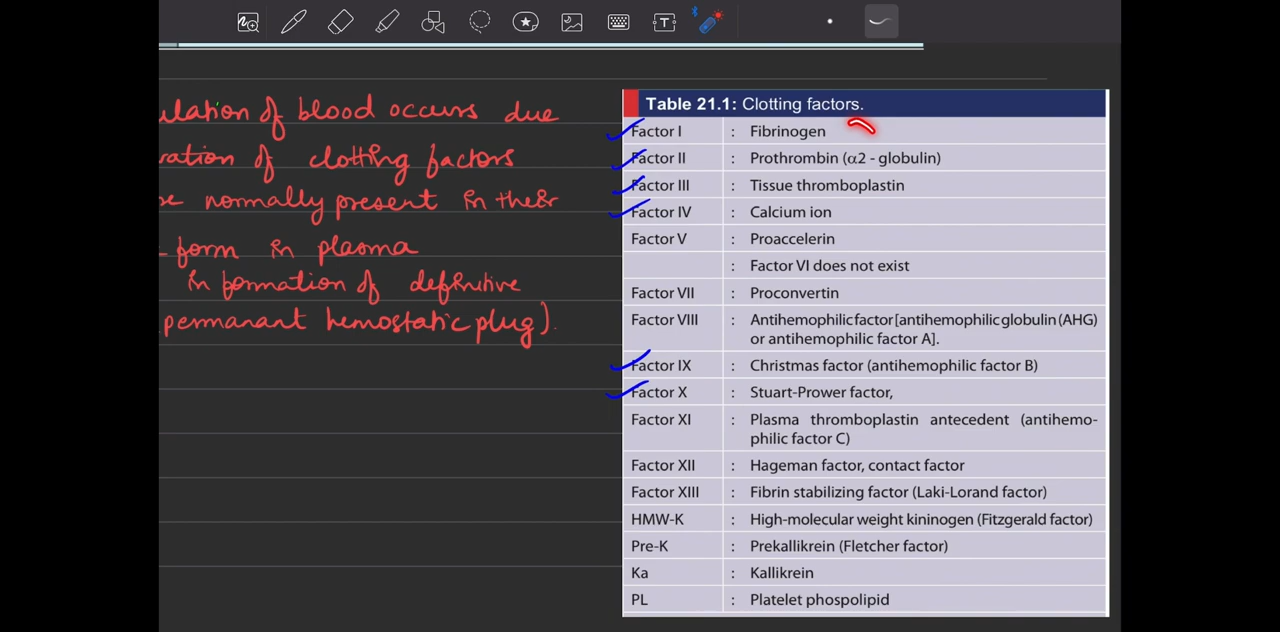 ulation of blood occurs due
ration of clotting factors
normally present in their
form in plasma
in formation of definitive
permanant hemostatic plug).
Table 21.1: Clotting factors.
Factor I : Fibrinogen
Factor II : Prothrombin (α2 - globulin)
Factor III : Tissue thromboplastin
Factor IV : Calcium ion
Factor V : Proaccelerin
: Factor VI does not exist
Factor VII : Proconvertin
Factor VIII : Antihemophilic factor [antihemophilic globulin (AHG)
or antihemophilic factor A].
Factor IX : Christmas factor (antihemophilic factor B)
Factor X : Stuart-Prower factor,
Factor XI : Plasma thromboplastin antecedent (antihemo-
philic factor C)
Factor XII : Hageman factor, contact factor
Factor XIII : Fibrin stabilizing factor (Laki-Lorand factor)
HMW-K : High-molecular weight kininogen (Fitzgerald factor)
Pre-K : Prekallikrein (Fletcher factor)
Ka : Kallikrein
PL : Platelet phospolipid